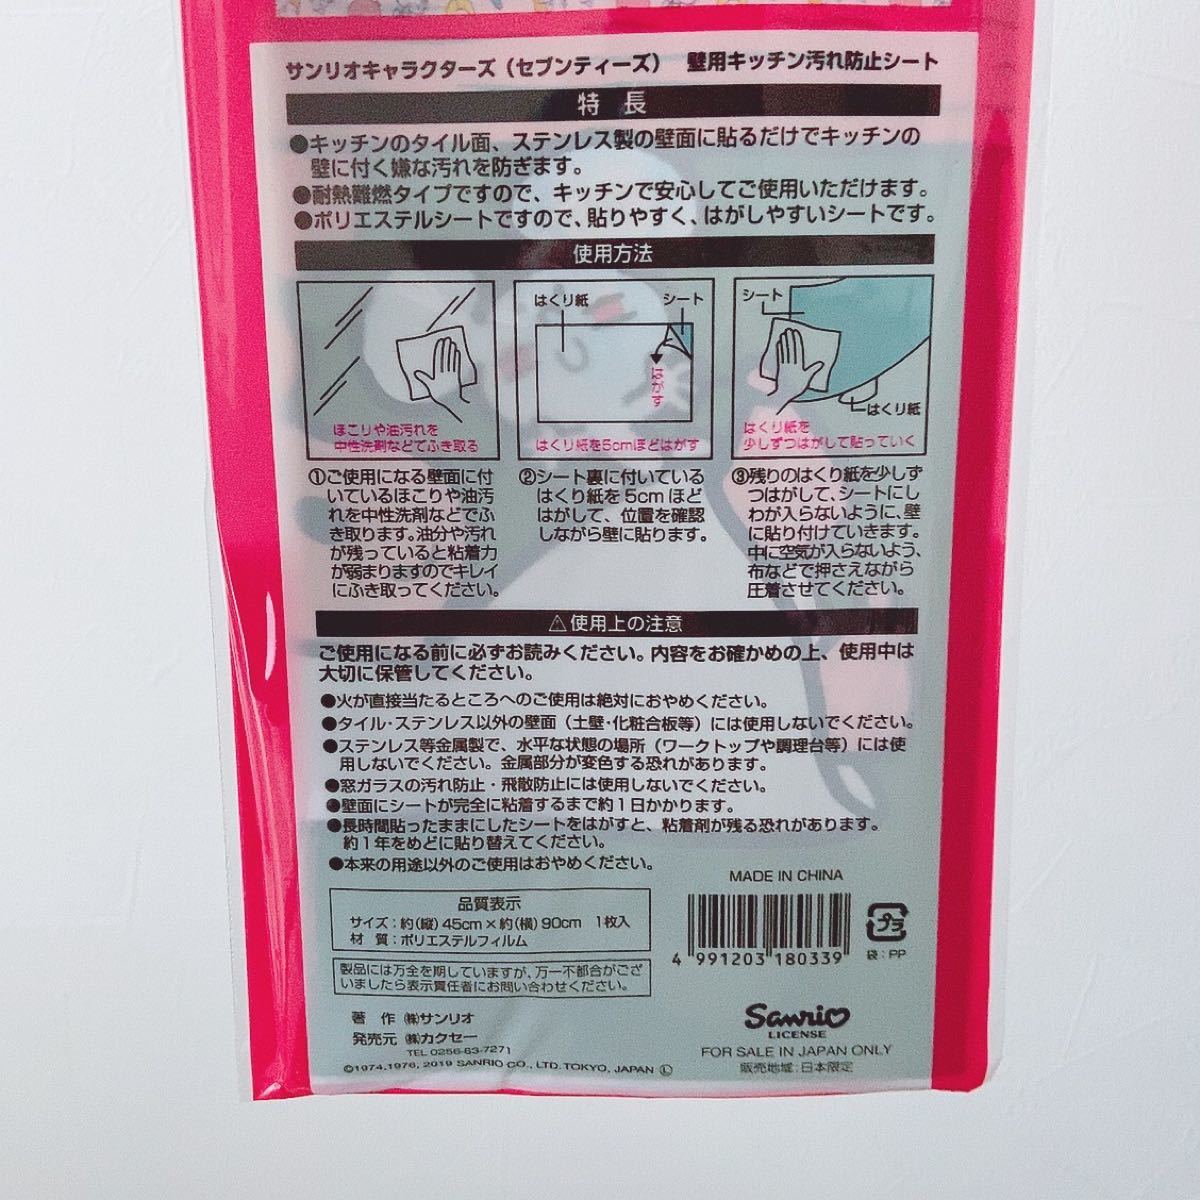 サンリオキャラクターズ（セブンティーズ） 壁用キッチン汚れ防止シート
特 長
●キッチンのタイル面、ステンレス製の壁面に貼るだけでキッチンの
壁に付く嫌な汚れを防ぎます。
●耐熱難燃タイプですので、キッチンで安心してご使用いただけます。
●ポリエステルシートですので、貼りやすく、はがしやすいシートです。
使用方法
ほこりや油汚れを
中性洗剤などでふき取る
はくり紙
シート
はがす
はくり紙を5cmほどはがす
シート
はくり紙
はくり紙を
少しずつはがして貼っていく
①ご使用になる壁面に付
いているほこりや油汚
れを中性洗剤などでふ
き取ります。油分や汚れ
が残っていると粘着力
が弱まりますのでキレイ
にふき取ってください。
②シート裏に付いている
はくり紙を5cmほど
はがして、位置を確認
しながら壁に貼ります。
③残りのはくり紙を少しず
つはがして、シートにし
わが入らないように、壁
に貼り付けていきます。
中に空気が入らないよう、
布などで押さえながら
圧着させてください。
⚠使用上の注意
ご使用になる前に必ずお読みください。内容をお確かめの上、使用中は
大切に保管してください。
●火が直接当たるところへのご使用は絶対におやめください。
●タイル・ステンレス以外の壁面（土壁・化粧合板等）には使用しないでください。
●ステンレス等金属製で、水平な状態の場所（ワークトップや調理台等）には使
用しないでください。金属部分が変色する恐れがあります。
●窓ガラスの汚れ防止・飛散防止には使用しないでください。
●壁面にシートが完全に粘着するまで約1日かかります。
●長時間貼ったままにしたシートをはがすと、粘着剤が残る恐れがあります。
約1年をめどに貼り替えてください。
●本来の用途以外のご使用はおやめください。
品質表示
サイズ：約(縦)45cm×約(横)90cm 1枚入
材 質：ポリエステルフィルム
製品には万全を期していますが、万一不都合がござ
いましたら表示責任者にお問い合わせください。
著 作 ㈱サンリオ
発売元 ㈱カクセー
TEL 0256-63-7271
©1974,1976, 2019 SANRIO CO., LTD. TOKYO, JAPAN Ⓛ
MADE IN CHINA
4 991203 180339
プラ
袋：PP
Sanrio
LICENSE
FOR SALE IN JAPAN ONLY
販売地域：日本限定